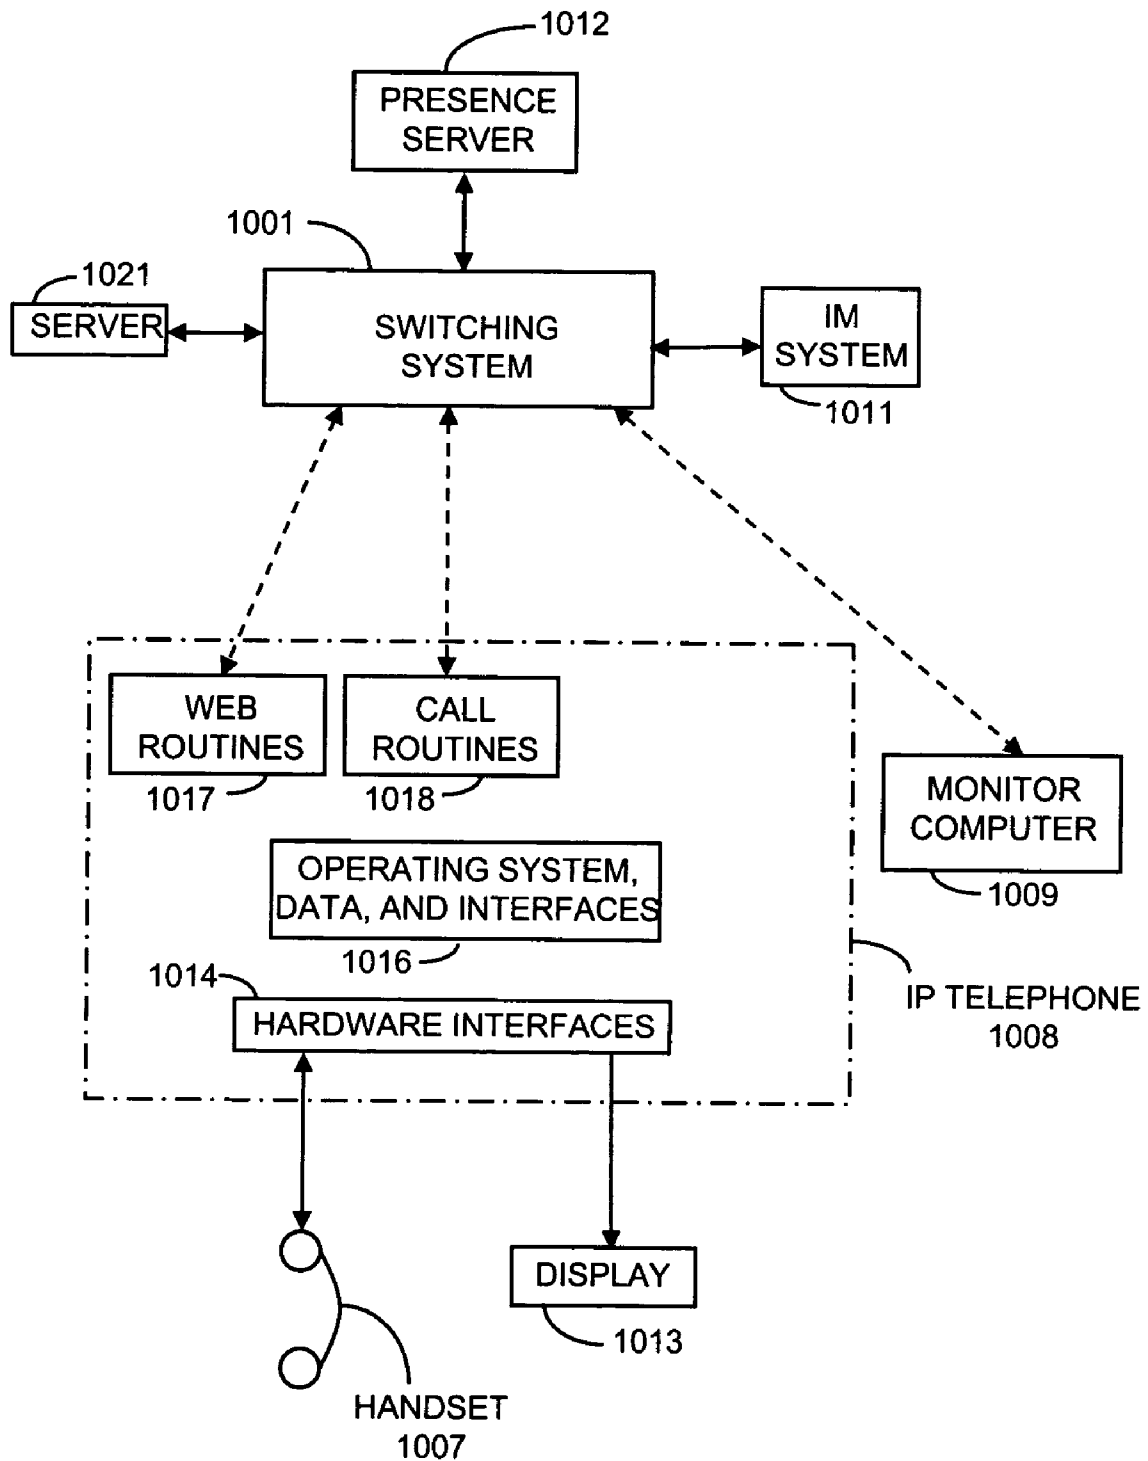 1012
PRESENCE
SERVER
1001
1021
SERVER
SWITCHING
SYSTEM
IM
SYSTEM
1011
WEB
ROUTINES
1017
CALL
ROUTINES
1018
MONITOR
COMPUTER
1009
OPERATING SYSTEM,
DATA, AND INTERFACES
1016
1014
HARDWARE INTERFACES
IP TELEPHONE
1008
DISPLAY
1013
HANDSET
1007